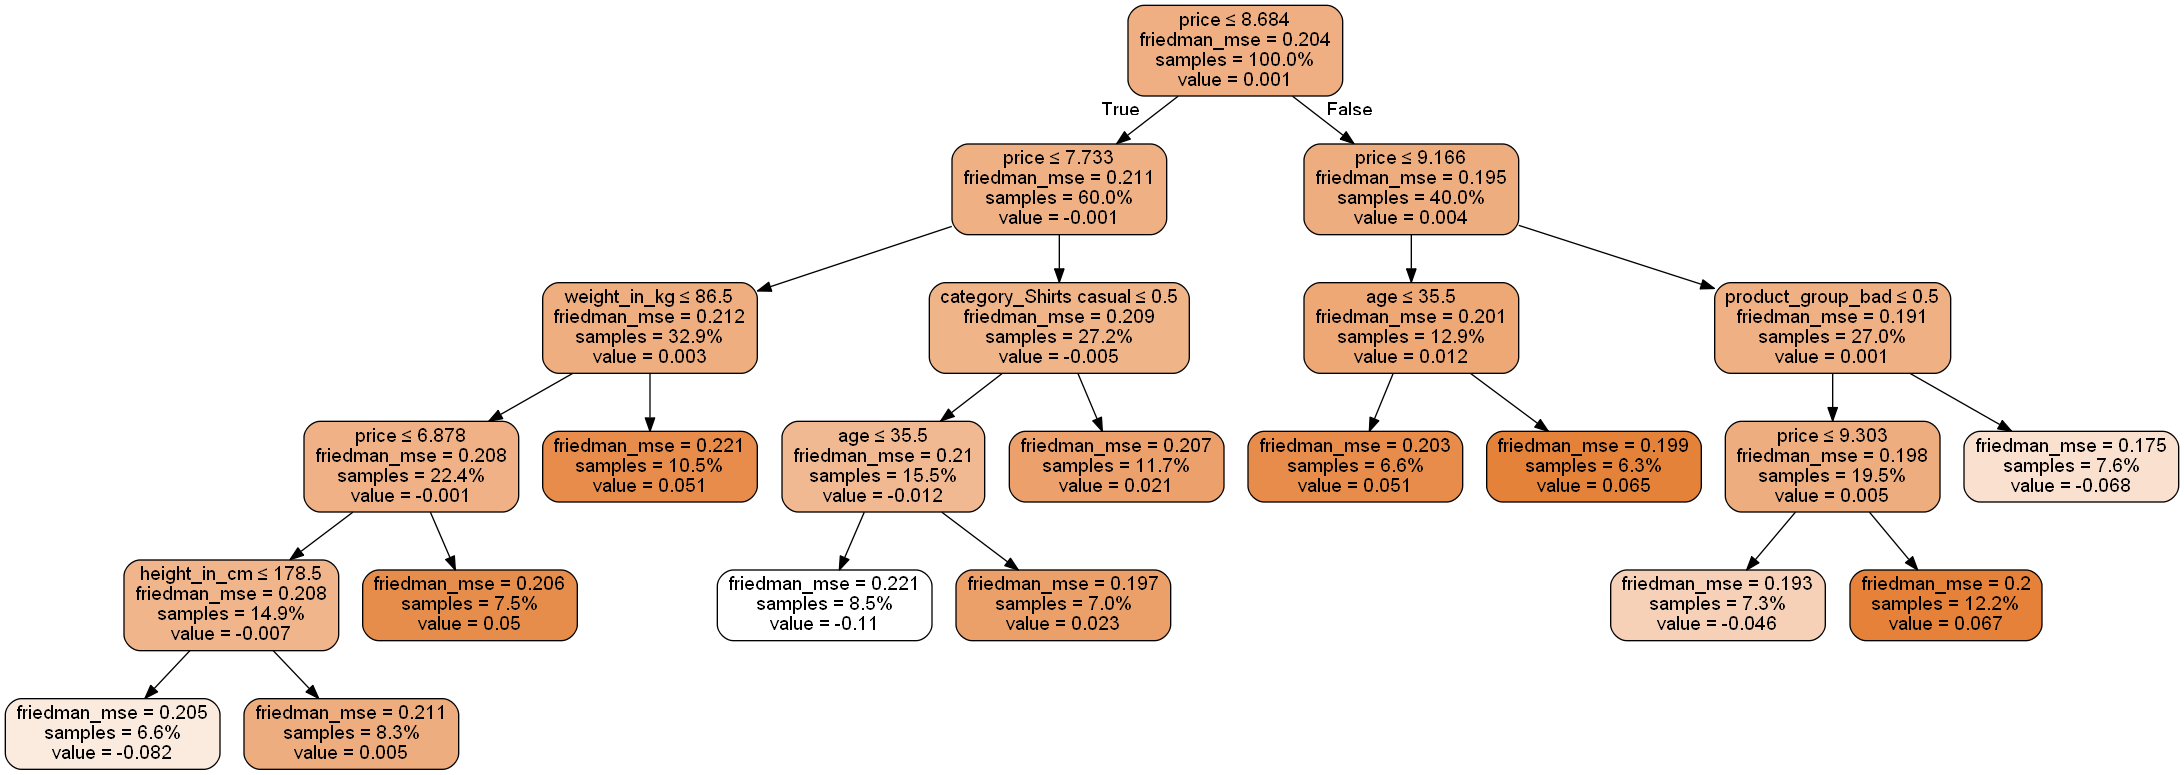 price ≤ 8.684
friedman_mse = 0.204
samples = 100.0%
value = 0.001
True
False
price ≤ 7.733
friedman_mse = 0.211
samples = 60.0%
value = -0.001
price ≤ 9.166
friedman_mse = 0.195
samples = 40.0%
value = 0.004
weight_in_kg ≤ 86.5
friedman_mse = 0.212
samples = 32.9%
value = 0.003
category_Shirts casual ≤ 0.5
friedman_mse = 0.209
samples = 27.2%
value = -0.005
age ≤ 35.5
friedman_mse = 0.201
samples = 12.9%
value = 0.012
product_group_bad ≤ 0.5
friedman_mse = 0.191
samples = 27.0%
value = 0.001
price ≤ 6.878
friedman_mse = 0.208
samples = 22.4%
value = -0.001
friedman_mse = 0.221
samples = 10.5%
value = 0.051
age ≤ 35.5
friedman_mse = 0.21
samples = 15.5%
value = -0.012
friedman_mse = 0.207
samples = 11.7%
value = 0.021
friedman_mse = 0.203
samples = 6.6%
value = 0.051
friedman_mse = 0.199
samples = 6.3%
value = 0.065
price ≤ 9.303
friedman_mse = 0.198
samples = 19.5%
value = 0.005
friedman_mse = 0.175
samples = 7.6%
value = -0.068
height_in_cm ≤ 178.5
friedman_mse = 0.208
samples = 14.9%
value = -0.007
friedman_mse = 0.206
samples = 7.5%
value = 0.05
friedman_mse = 0.221
samples = 8.5%
value = -0.11
friedman_mse = 0.197
samples = 7.0%
value = 0.023
friedman_mse = 0.193
samples = 7.3%
value = -0.046
friedman_mse = 0.2
samples = 12.2%
value = 0.067
friedman_mse = 0.205
samples = 6.6%
value = -0.082
friedman_mse = 0.211
samples = 8.3%
value = 0.005